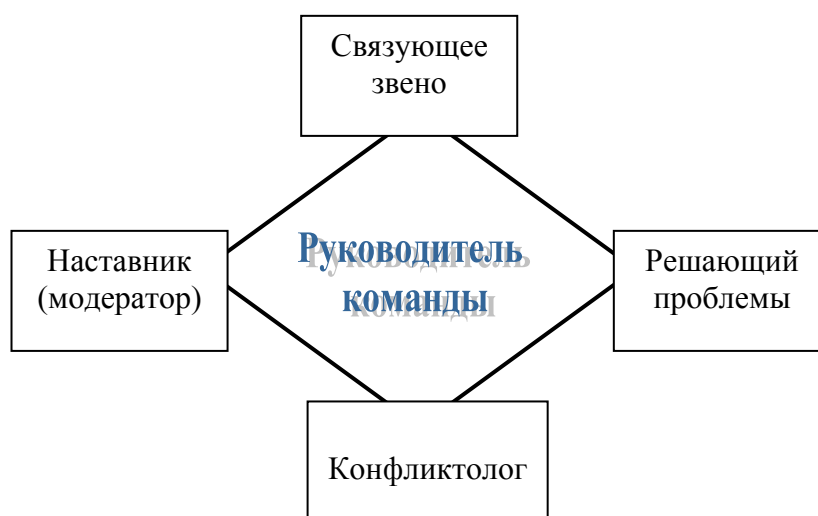 Связующее
звено
Наставник
(модератор)
Руководитель
команды
Решающий
проблемы
Конфликтолог